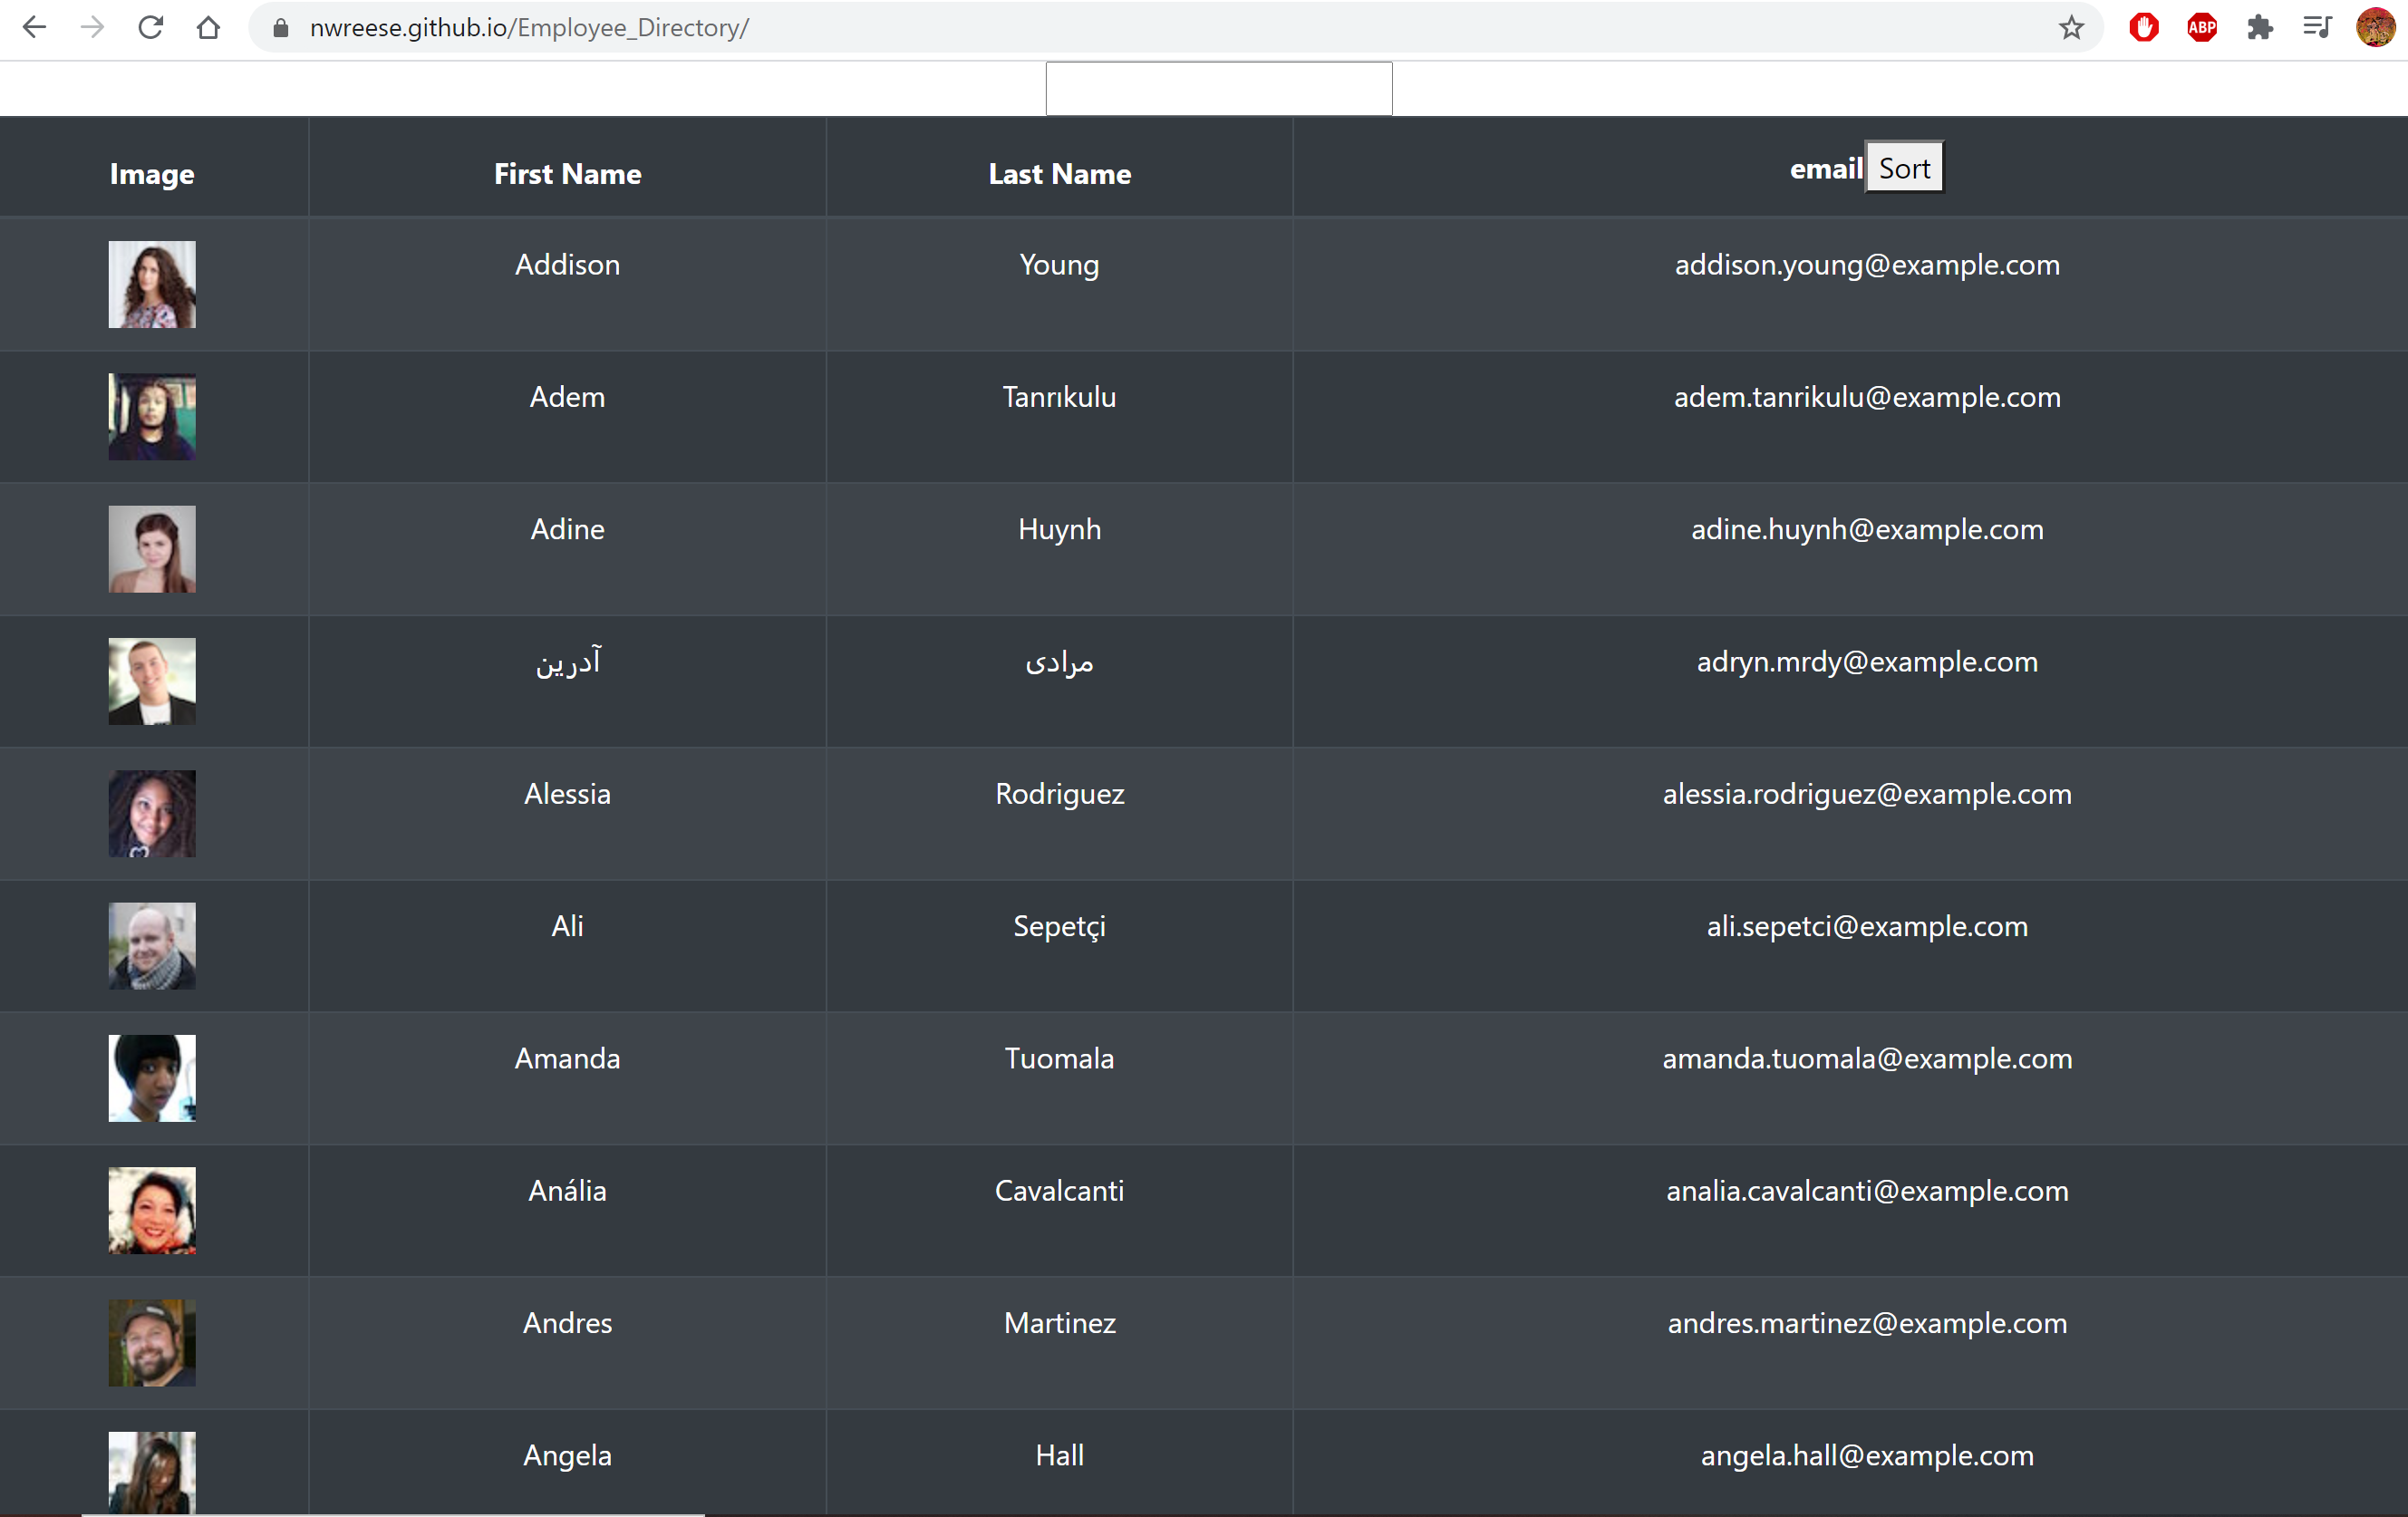 nwreese.github.io/Employee_Directory/
ABP
Image First Name Last Name email Sort
Addison Young addison.young@example.com
Adem Tanrıkulu adem.tanrikulu@example.com
Adine Huynh adine.huynh@example.com
آدرین مرادی adryn.mrdy@example.com
Alessia Rodriguez alessia.rodriguez@example.com
Ali Sepetçi ali.sepetci@example.com
Amanda Tuomala amanda.tuomala@example.com
Anália Cavalcanti analia.cavalcanti@example.com
Andres Martinez andres.martinez@example.com
Angela Hall angela.hall@example.com